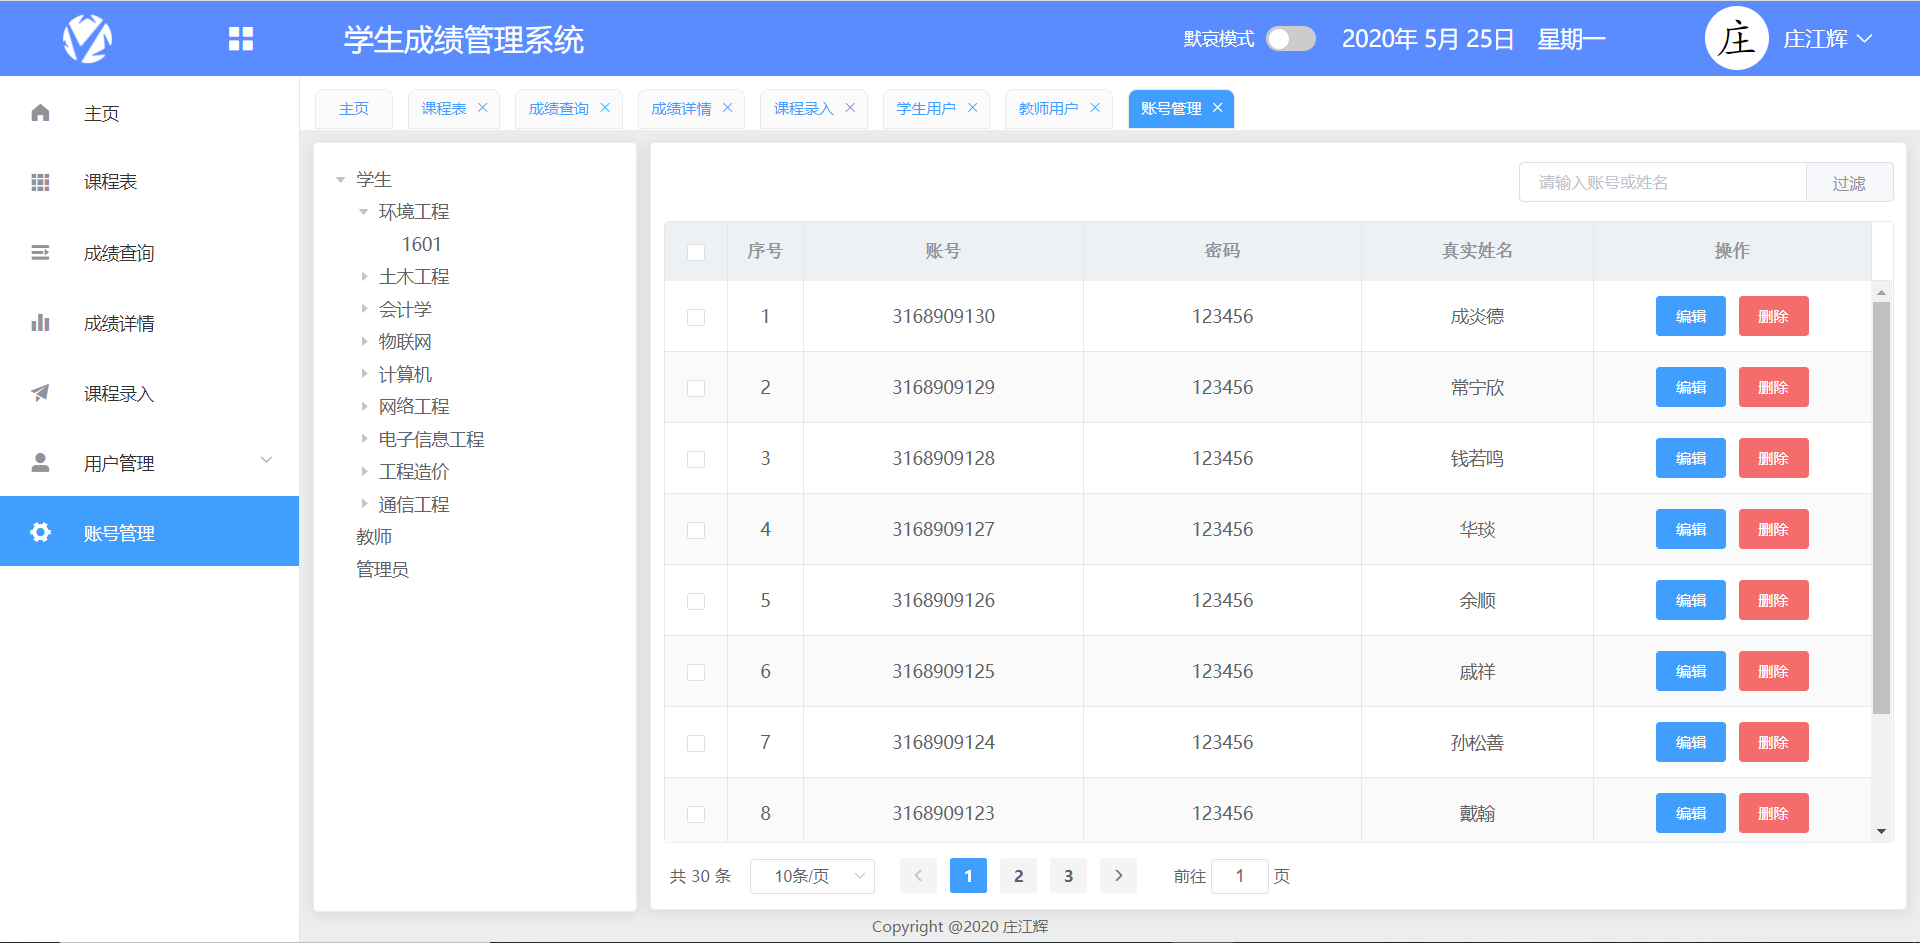 学生成绩管理系统
默哀模式
2020年 5月 25日 星期一
庄
庄江辉
主页
课程表
成绩查询
成绩详情
课程录入
用户管理
账号管理
主页
课程表
成绩查询
成绩详情
课程录入
学生用户
教师用户
账号管理
学生
环境工程
1601
土木工程
会计学
物联网
计算机
网络工程
电子信息工程
工程造价
通信工程
教师
管理员
请输入账号或姓名 过滤
序号 账号 密码 真实姓名 操作
1 3168909130 123456 成炎德 编辑 删除
2 3168909129 123456 常宁欣 编辑 删除
3 3168909128 123456 钱若鸣 编辑 删除
4 3168909127 123456 华琰 编辑 删除
5 3168909126 123456 余顺 编辑 删除
6 3168909125 123456 戚祥 编辑 删除
7 3168909124 123456 孙松善 编辑 删除
8 3168909123 123456 戴翰 编辑 删除
共 30 条 10条/页 1 2 3 前往 1 页
Copyright @2020 庄江辉